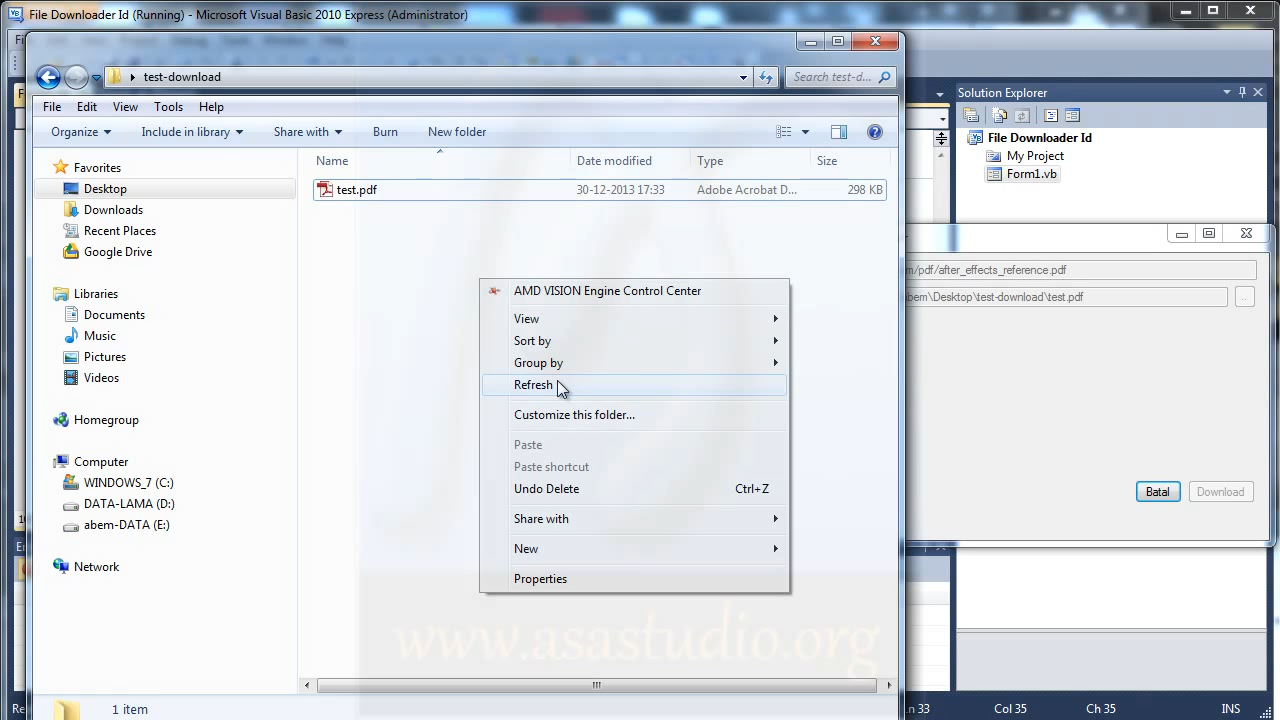 File Downloader Id (Running) - Microsoft Visual Basic 2010 Express (Administrator)
test-download
Search test-d...
File Edit View Tools Help
Organize Include in library Share with Burn New folder
Name Date modified Type Size
test.pdf 30-12-2013 17:33 Adobe Acrobat D... 298 KB
Favorites
Desktop
Downloads
Recent Places
Google Drive
Libraries
Documents
Music
Pictures
Videos
Homegroup
Computer
WINDOWS_7 (C:)
DATA-LAMA (D:)
abem-DATA (E:)
Network
1 item
AMD VISION Engine Control Center
View
Sort by
Group by
Refresh
Customize this folder...
Paste
Paste shortcut
Undo Delete Ctrl+Z
Share with
New
Properties
www.asastudio.org
Solution Explorer
File Downloader Id
My Project
Form1.vb
m/pdf/after_effects_reference.pdf
bem\Desktop\test-download\test.pdf
...
Batal Download
Ln 33 Col 35 Ch 35 INS